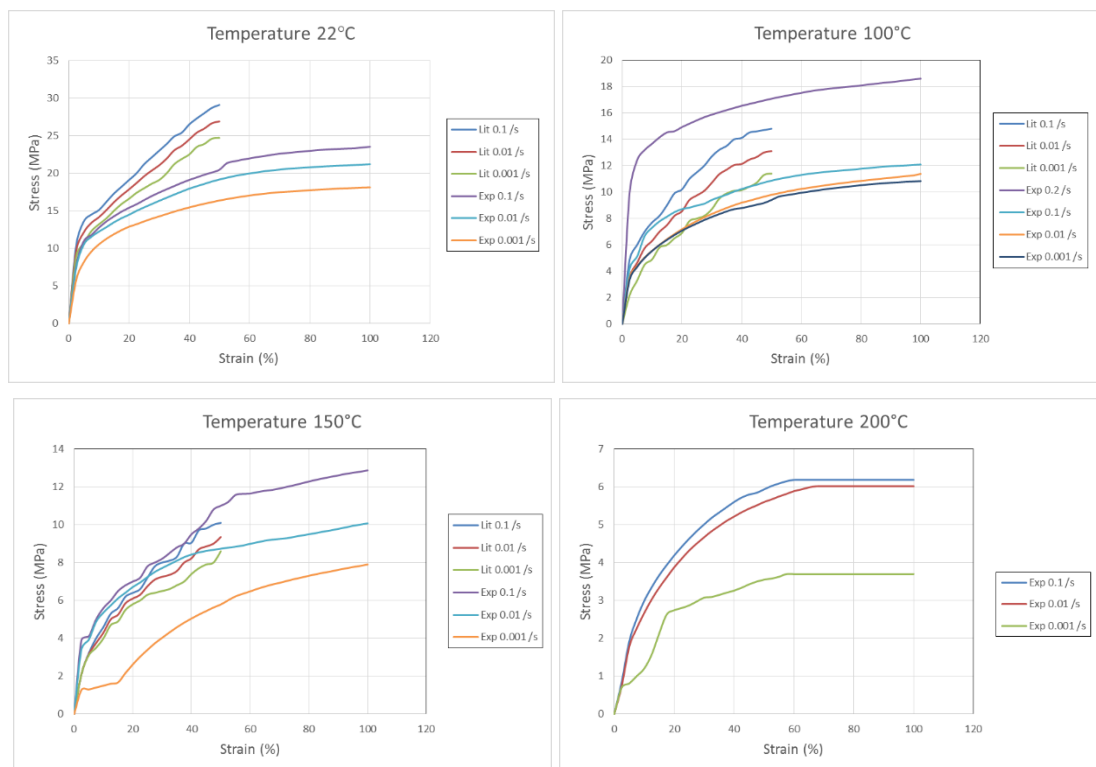 Temperature 22°C
35
30
25
20
15
10
5
0
0 20 40 60 80 100 120
Stress (MPa)
Strain (%)
Lit 0.1 /s
Lit 0.01 /s
Lit 0.001 /s
Exp 0.1 /s
Exp 0.01 /s
Exp 0.001 /s
Temperature 100°C
20
18
16
14
12
10
8
6
4
2
0
0 20 40 60 80 100 120
Stress (MPa)
Strain (%)
Lit 0.1 /s
Lit 0.01 /s
Lit 0.001 /s
Exp 0.2 /s
Exp 0.1 /s
Exp 0.01 /s
Exp 0.001 /s
Temperature 150°C
14
12
10
8
6
4
2
0
0 20 40 60 80 100 120
Stress (MPa)
Strain (%)
Lit 0.1 /s
Lit 0.01 /s
Lit 0.001 /s
Exp 0.1 /s
Exp 0.01 /s
Exp 0.001 /s
Temperature 200°C
7
6
5
4
3
2
1
0
0 20 40 60 80 100 120
Stress (MPa)
Strain (%)
Exp 0.1 /s
Exp 0.01 /s
Exp 0.001 /s